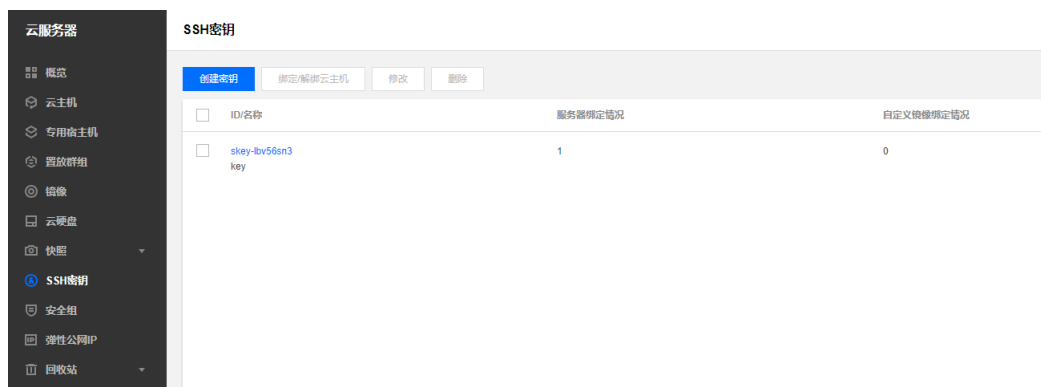 云服务器
SSH密钥
概览
云主机
专用宿主机
置放群组
镜像
云硬盘
快照
SSH密钥
安全组
IP 弹性公网IP
回收站
创建密钥 绑定/解绑云主机 修改 删除
ID/名称 服务器绑定情况 自定义镜像绑定情况
skey-lbv56sn3 1 0
key